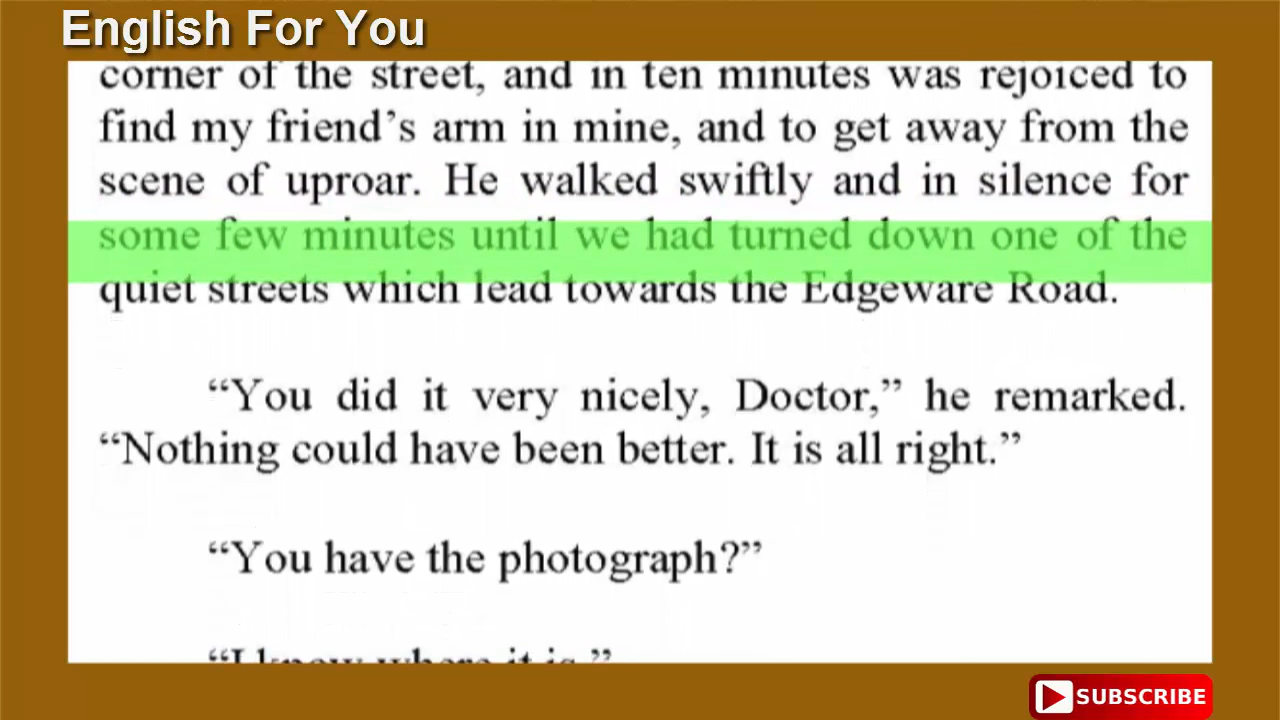 English For You
corner of the street, and in ten minutes was rejoiced to
find my friend’s arm in mine, and to get away from the
scene of uproar. He walked swiftly and in silence for
some few minutes until we had turned down one of the
quiet streets which lead towards the Edgeware Road.
“You did it very nicely, Doctor,” he remarked.
“Nothing could have been better. It is all right.”
“You have the photograph?”
“I know where it is.”
SUBSCRIBE